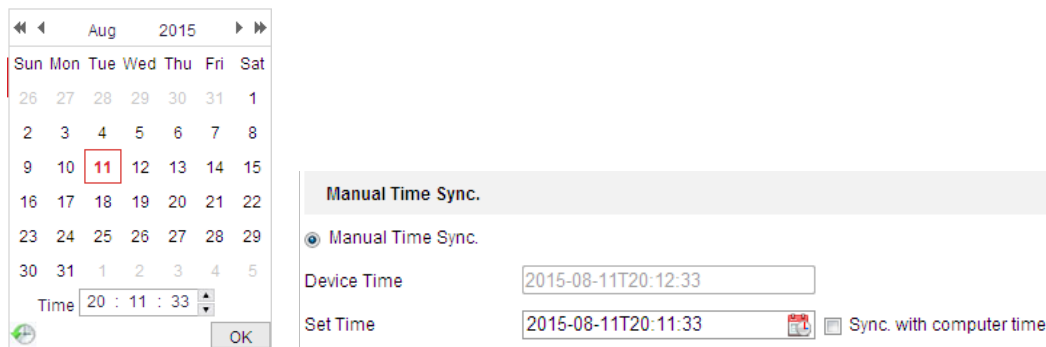 Aug 2015
Sun Mon Tue Wed Thu Fri Sat
26 27 28 29 30 31 1
2 3 4 5 6 7 8
9 10 11 12 13 14 15
16 17 18 19 20 21 22
23 24 25 26 27 28 29
30 31 1 2 3 4 5
Time 20 : 11 : 33
OK
Manual Time Sync.
Manual Time Sync.
Device Time 2015-08-11T20:12:33
Set Time 2015-08-11T20:11:33 Sync. with computer time